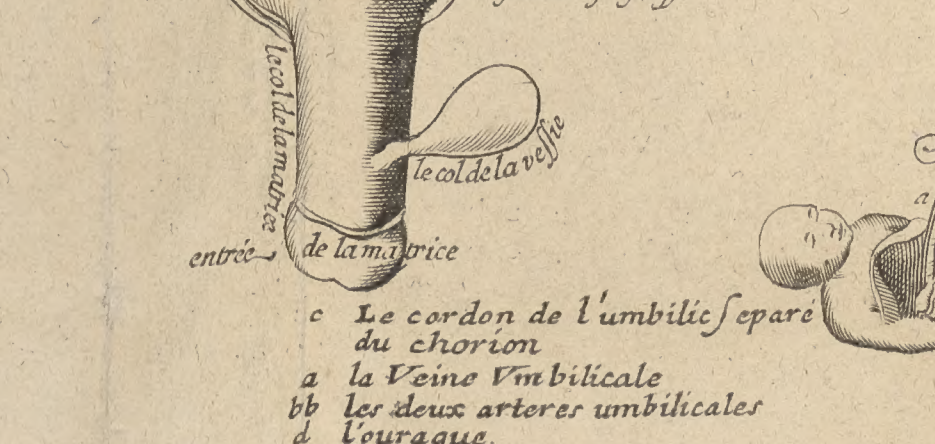 le col de la matrice
le col de la veſſie
a
entrée de la matrice
c Le cordon de l'umbilic ſeparé
du chorion
a la Veine Vmbilicale
bb les deux arteres umbilicales
d l'ouraque.